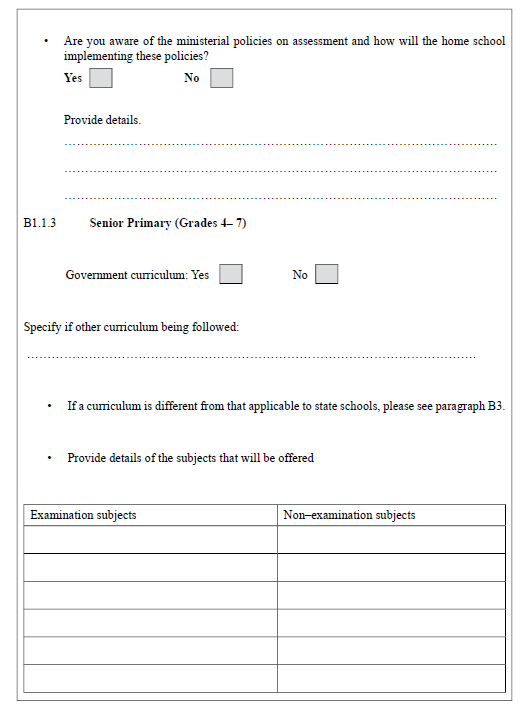 • Are you aware of the ministerial policies on assessment and how will the home school
implementing these policies?
Yes No
Provide details.
……………………………………………………………………………………………………
……………………………………………………………………………………………………
……………………………………………………………………………………………………
B1.1.3 Senior Primary (Grades 4– 7)
Government curriculum: Yes No
Specify if other curriculum being followed:
………………………………………………………………………………………………………
• If a curriculum is different from that applicable to state schools, please see paragraph B3.
• Provide details of the subjects that will be offered
Examination subjects Non–examination subjects